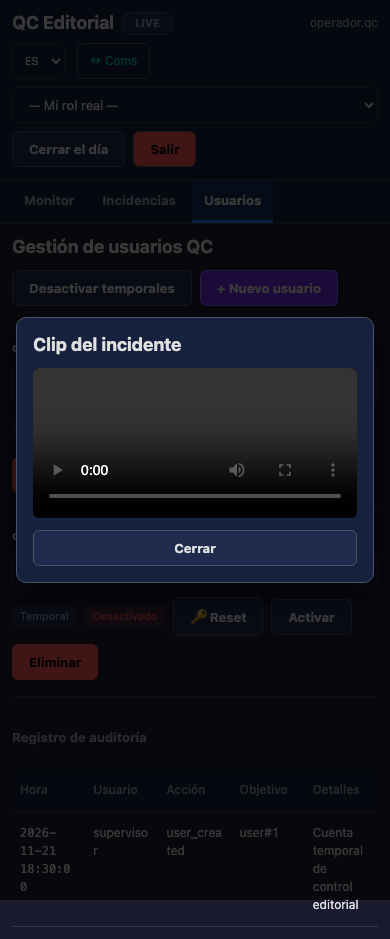 QC Editorial LIVE operador.qc
ES ↔ Coms
— Mi rol real —
Cerrar el día Salir
Monitor Incidencias Usuarios
Gestión de usuarios QC
Desactivar temporales + Nuevo usuario
Clip del incidente
0:00
Cerrar
Temporal Desactivado 🔑 Reset Activar
Eliminar
Registro de auditoría
Hora Usuario Acción Objetivo Detalles
2026- superviso user_crea user#1 Cuenta
11-21 r ted temporal
18:30:0 de
0 control
editorial